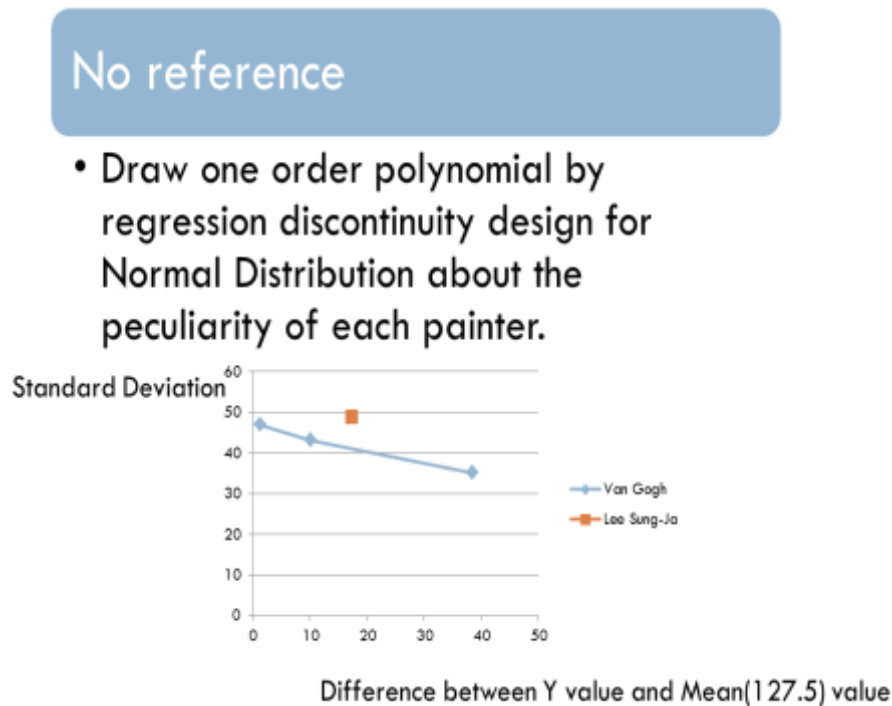 No reference
• Draw one order polynomial by
regression discontinuity design for
Normal Distribution about the
peculiarity of each painter.
Standard Deviation
60
50
40
30
20
10
0
0 10 20 30 40 50
Van Gogh
Lee Sung-Ja
Difference between Y value and Mean(127.5) value